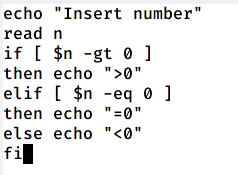 echo "Insert number"
read n
if [ $n -gt 0 ]
then echo ">0"
elif [ $n -eq 0 ]
then echo "=0"
else echo "<0"
fi